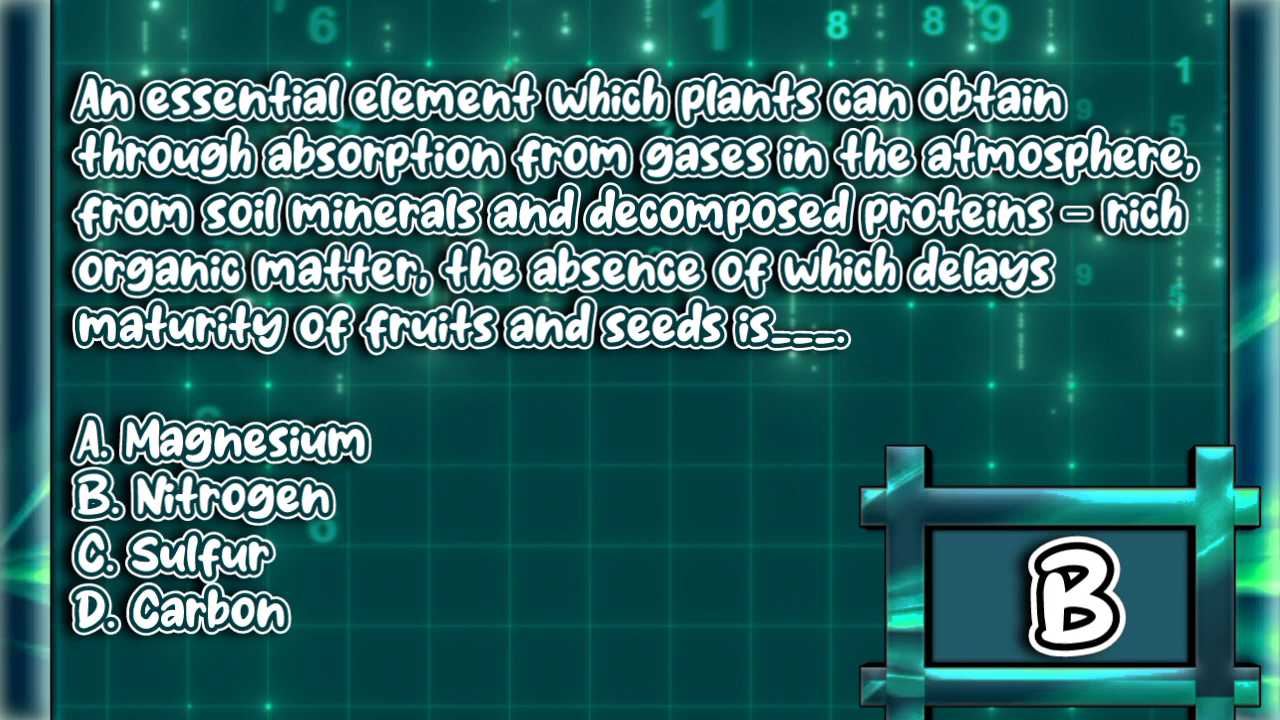 An essential element which plants can obtain
through absorption from gases in the atmosphere,
from soil minerals and decomposed proteins – rich
organic matter, the absence of which delays
maturity of fruits and seeds is___.
A. Magnesium
B. Nitrogen
C. Sulfur
D. Carbon
B